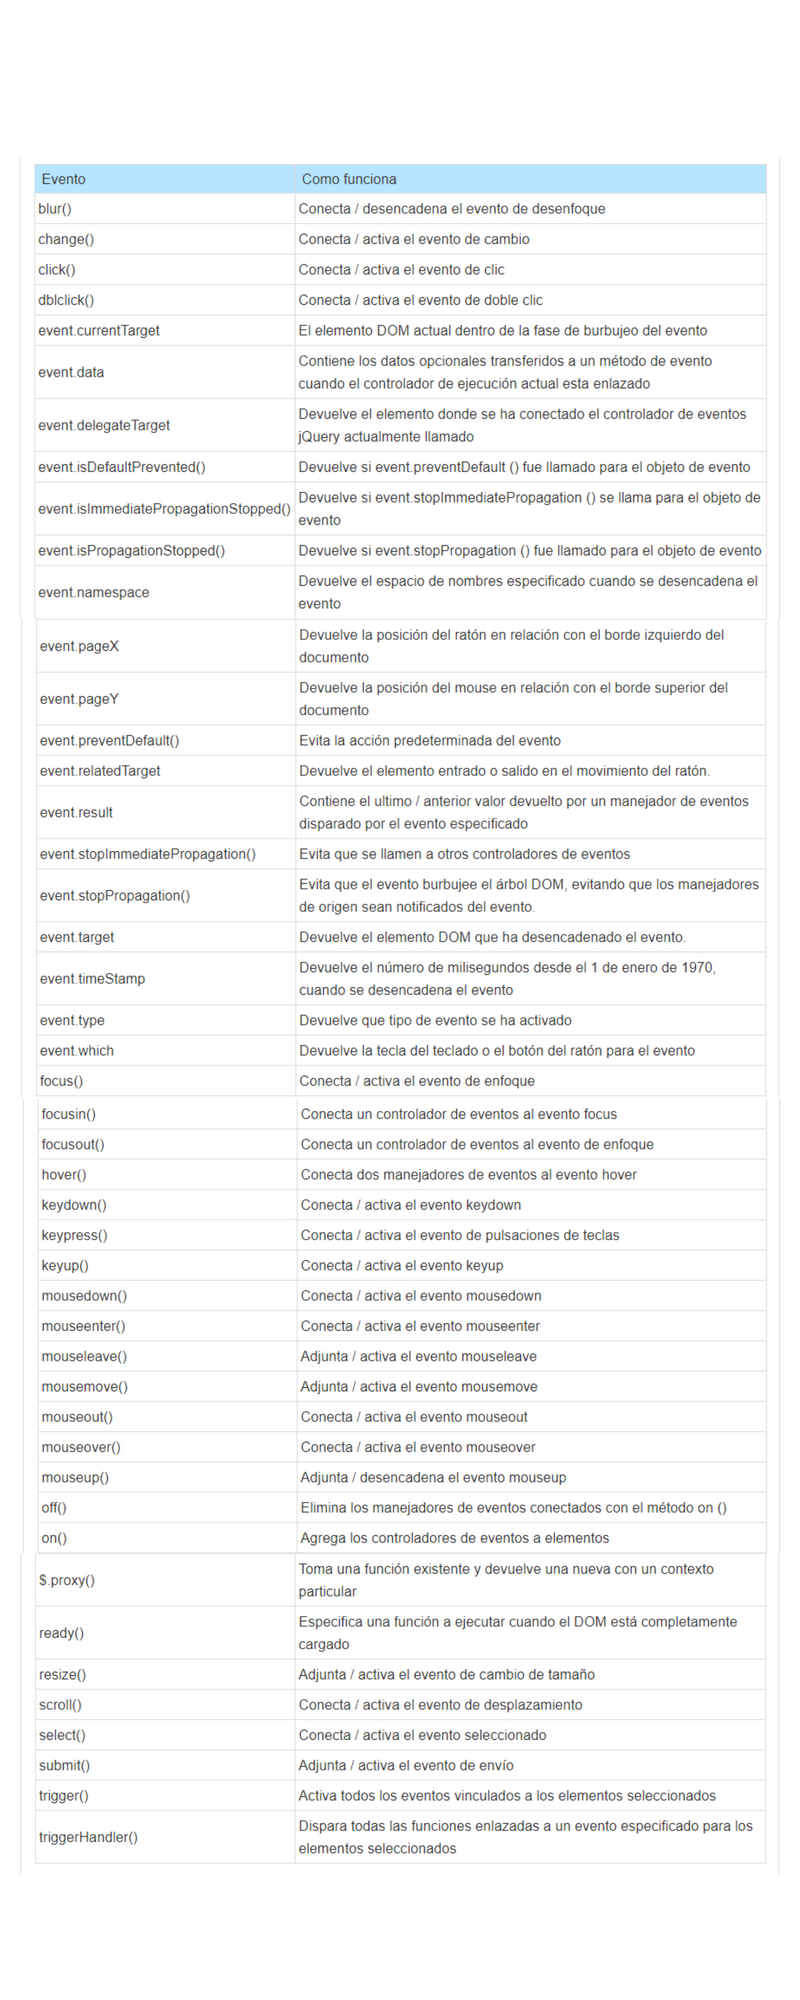 Evento Como funciona
blur() Conecta / desencadena el evento de desenfoque
change() Conecta / activa el evento de cambio
click() Conecta / activa el evento de clic
dblclick() Conecta / activa el evento de doble clic
event.currentTarget El elemento DOM actual dentro de la fase de burbujeo del evento
event.data Contiene los datos opcionales transferidos a un método de evento
cuando el controlador de ejecución actual esta enlazado
event.delegateTarget Devuelve el elemento donde se ha conectado el controlador de eventos
jQuery actualmente llamado
event.isDefaultPrevented() Devuelve si event.preventDefault () fue llamado para el objeto de evento
event.isImmediatePropagationStopped() Devuelve si event.stopImmediatePropagation () se llama para el objeto de
evento
event.isPropagationStopped() Devuelve si event.stopPropagation () fue llamado para el objeto de evento
event.namespace Devuelve el espacio de nombres especificado cuando se desencadena el
evento
event.pageX Devuelve la posición del ratón en relación con el borde izquierdo del
documento
event.pageY Devuelve la posición del mouse en relación con el borde superior del
documento
event.preventDefault() Evita la acción predeterminada del evento
event.relatedTarget Devuelve el elemento entrado o salido en el movimiento del ratón.
event.result Contiene el ultimo / anterior valor devuelto por un manejador de eventos
disparado por el evento especificado
event.stopImmediatePropagation() Evita que se llamen a otros controladores de eventos
event.stopPropagation() Evita que el evento burbujee el árbol DOM, evitando que los manejadores
de origen sean notificados del evento.
event.target Devuelve el elemento DOM que ha desencadenado el evento.
event.timeStamp Devuelve el número de milisegundos desde el 1 de enero de 1970,
cuando se desencadena el evento
event.type Devuelve que tipo de evento se ha activado
event.which Devuelve la tecla del teclado o el botón del ratón para el evento
focus() Conecta / activa el evento de enfoque
focusin() Conecta un controlador de eventos al evento focus
focusout() Conecta un controlador de eventos al evento de enfoque
hover() Conecta dos manejadores de eventos al evento hover
keydown() Conecta / activa el evento keydown
keypress() Conecta / activa el evento de pulsaciones de teclas
keyup() Conecta / activa el evento keyup
mousedown() Conecta / activa el evento mousedown
mouseenter() Conecta / activa el evento mouseenter
mouseleave() Adjunta / activa el evento mouseleave
mousemove() Adjunta / activa el evento mousemove
mouseout() Conecta / activa el evento mouseout
mouseover() Conecta / activa el evento mouseover
mouseup() Adjunta / desencadena el evento mouseup
off() Elimina los manejadores de eventos conectados con el método on ()
on() Agrega los controladores de eventos a elementos
$.proxy() Toma una función existente y devuelve una nueva con un contexto
particular
ready() Especifica una función a ejecutar cuando el DOM está completamente
cargado
resize() Adjunta / activa el evento de cambio de tamaño
scroll() Conecta / activa el evento de desplazamiento
select() Conecta / activa el evento seleccionado
submit() Adjunta / activa el evento de envío
trigger() Activa todos los eventos vinculados a los elementos seleccionados
triggerHandler() Dispara todas las funciones enlazadas a un evento especificado para los
elementos seleccionados